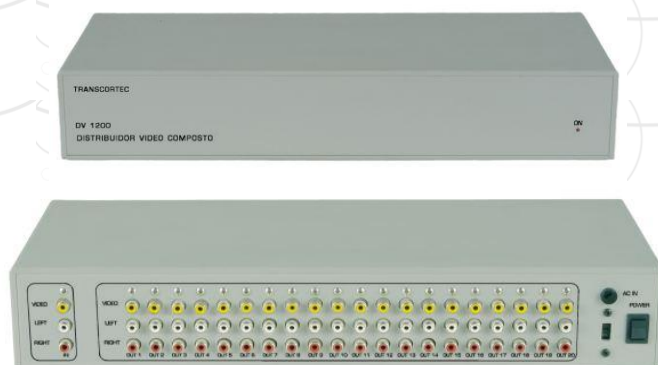 TRANSCORTEC
DV 1200
ON
DISTRIBUIDOR VIDEO COMPOSTO
VIDEO
LEFT
RIGHT
IN
VIDEO
LEFT
RIGHT
OUT 1 OUT 2 OUT 3 OUT 4 OUT 5 OUT 6 OUT 7 OUT 8 OUT 9 OUT 10 OUT 11 OUT 12 OUT 13 OUT 14 OUT 15 OUT 16 OUT 17 OUT 18 OUT 19 OUT 20
AC IN
POWER